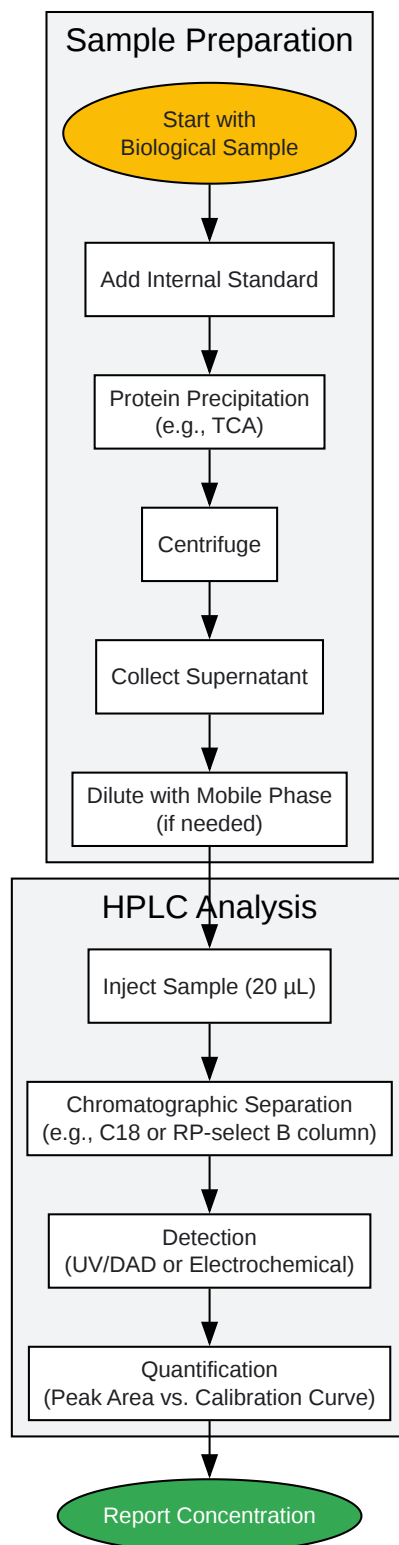 Sample Preparation
Start with
Biological Sample
Add Internal Standard
Protein Precipitation
(e.g., TCA)
Centrifuge
Collect Supernatant
Dilute with Mobile Phase
(if needed)
HPLC Analysis
Inject Sample (20 µL)
Chromatographic Separation
(e.g., C18 or RP-select B column)
Detection
(UV/DAD or Electrochemical)
Quantification
(Peak Area vs. Calibration Curve)
Report Concentration